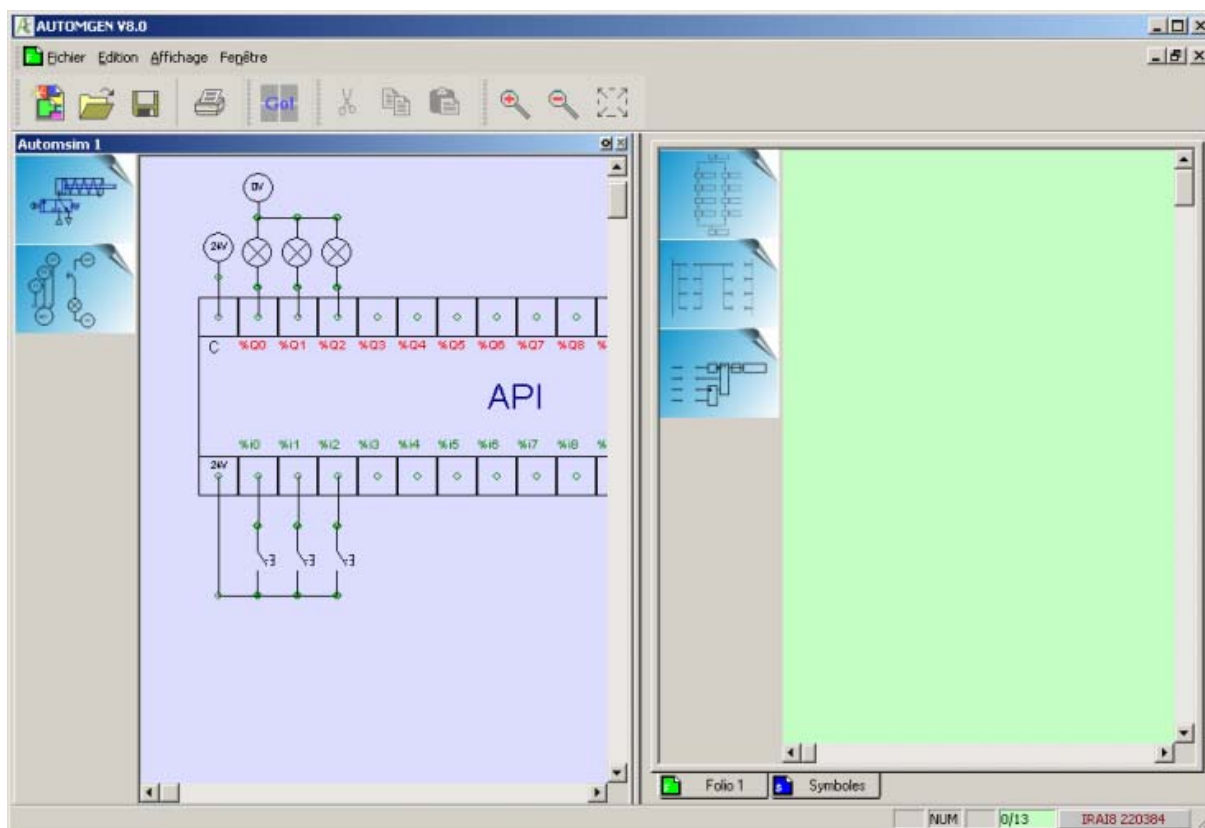 AUTOMGEN V8.0
Fichier Edition Affichage Fenêtre
Go!
Automsim 1
0V
24V
C %Q0 %Q1 %Q2 %Q3 %Q4 %Q5 %Q6 %Q7 %Q8 %
API
%i0 %i1 %i2 %i3 %i4 %i5 %i6 %i7 %i8 %
24V
Folio 1 Symboles
NUM 0/13 IRAI8 220384